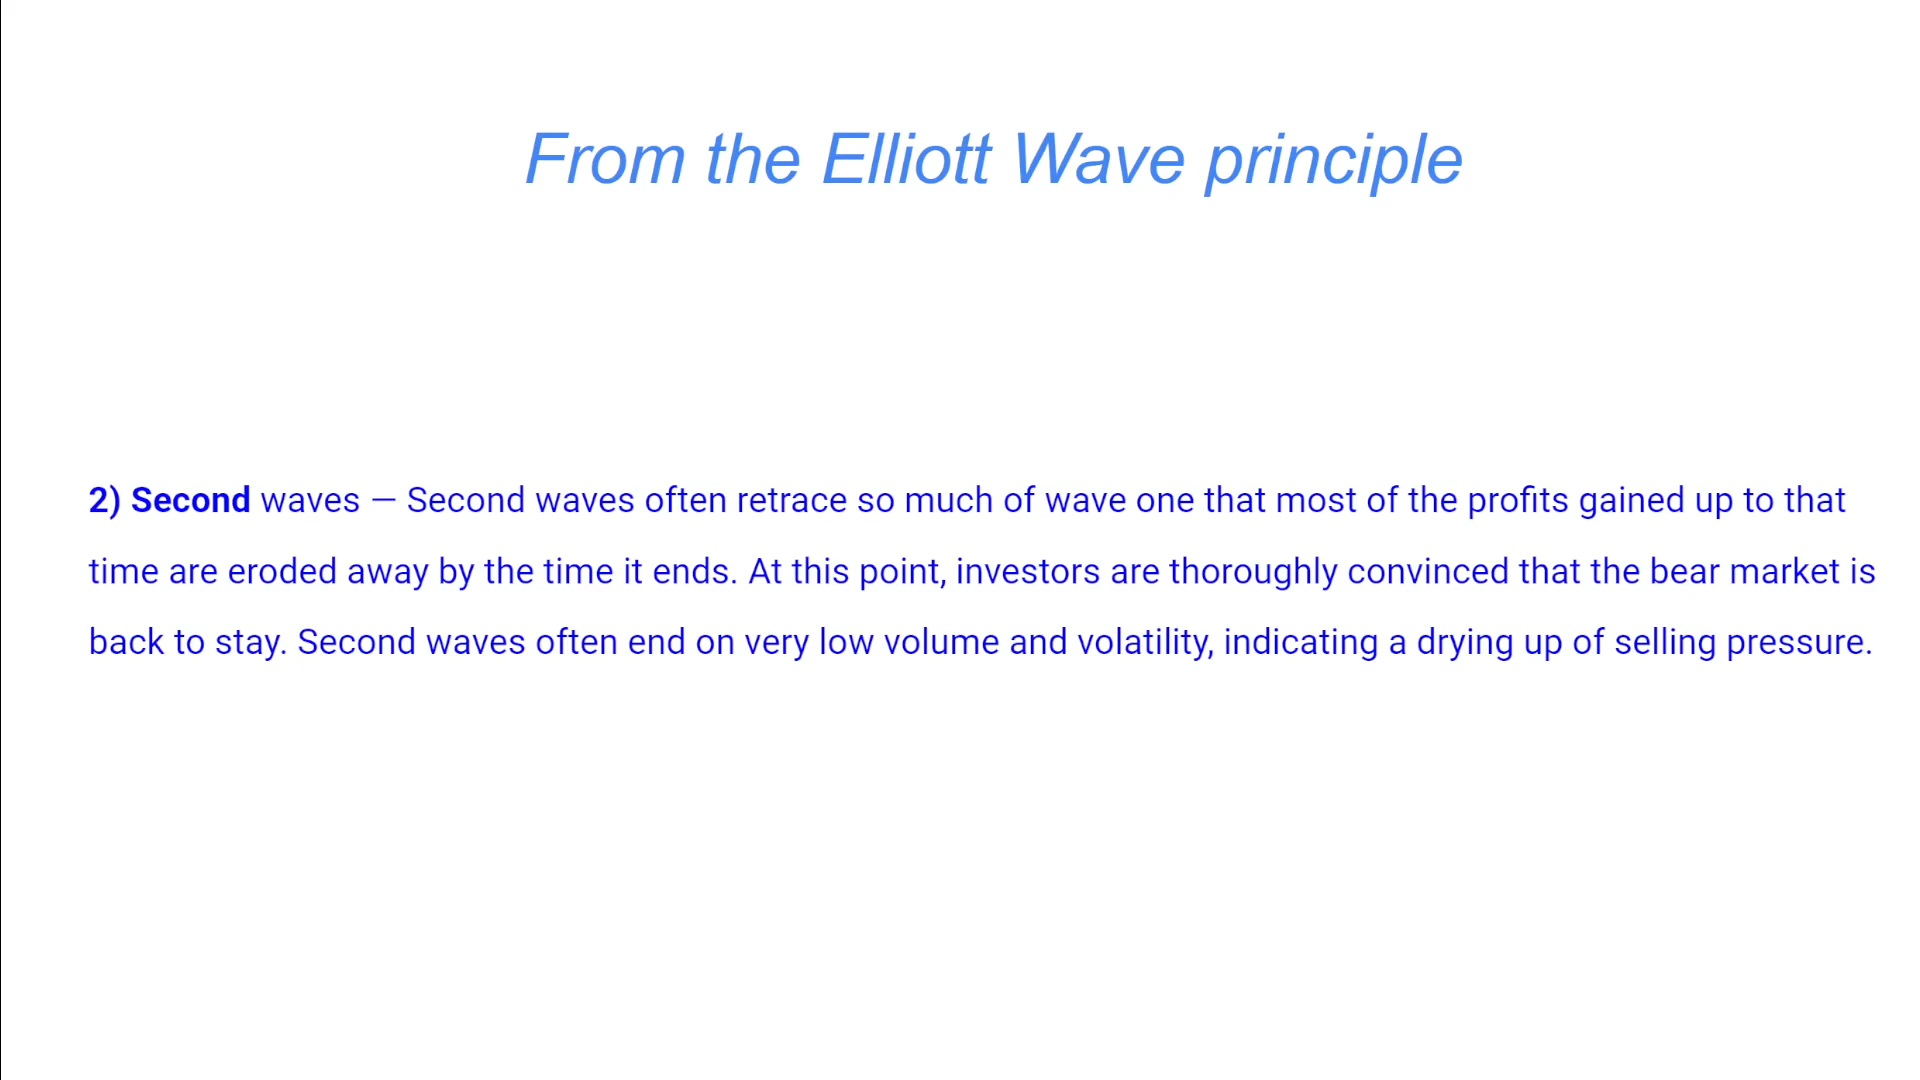 From the Elliott Wave principle
2) Second waves — Second waves often retrace so much of wave one that most of the profits gained up to that
time are eroded away by the time it ends. At this point, investors are thoroughly convinced that the bear market is
back to stay. Second waves often end on very low volume and volatility, indicating a drying up of selling pressure.